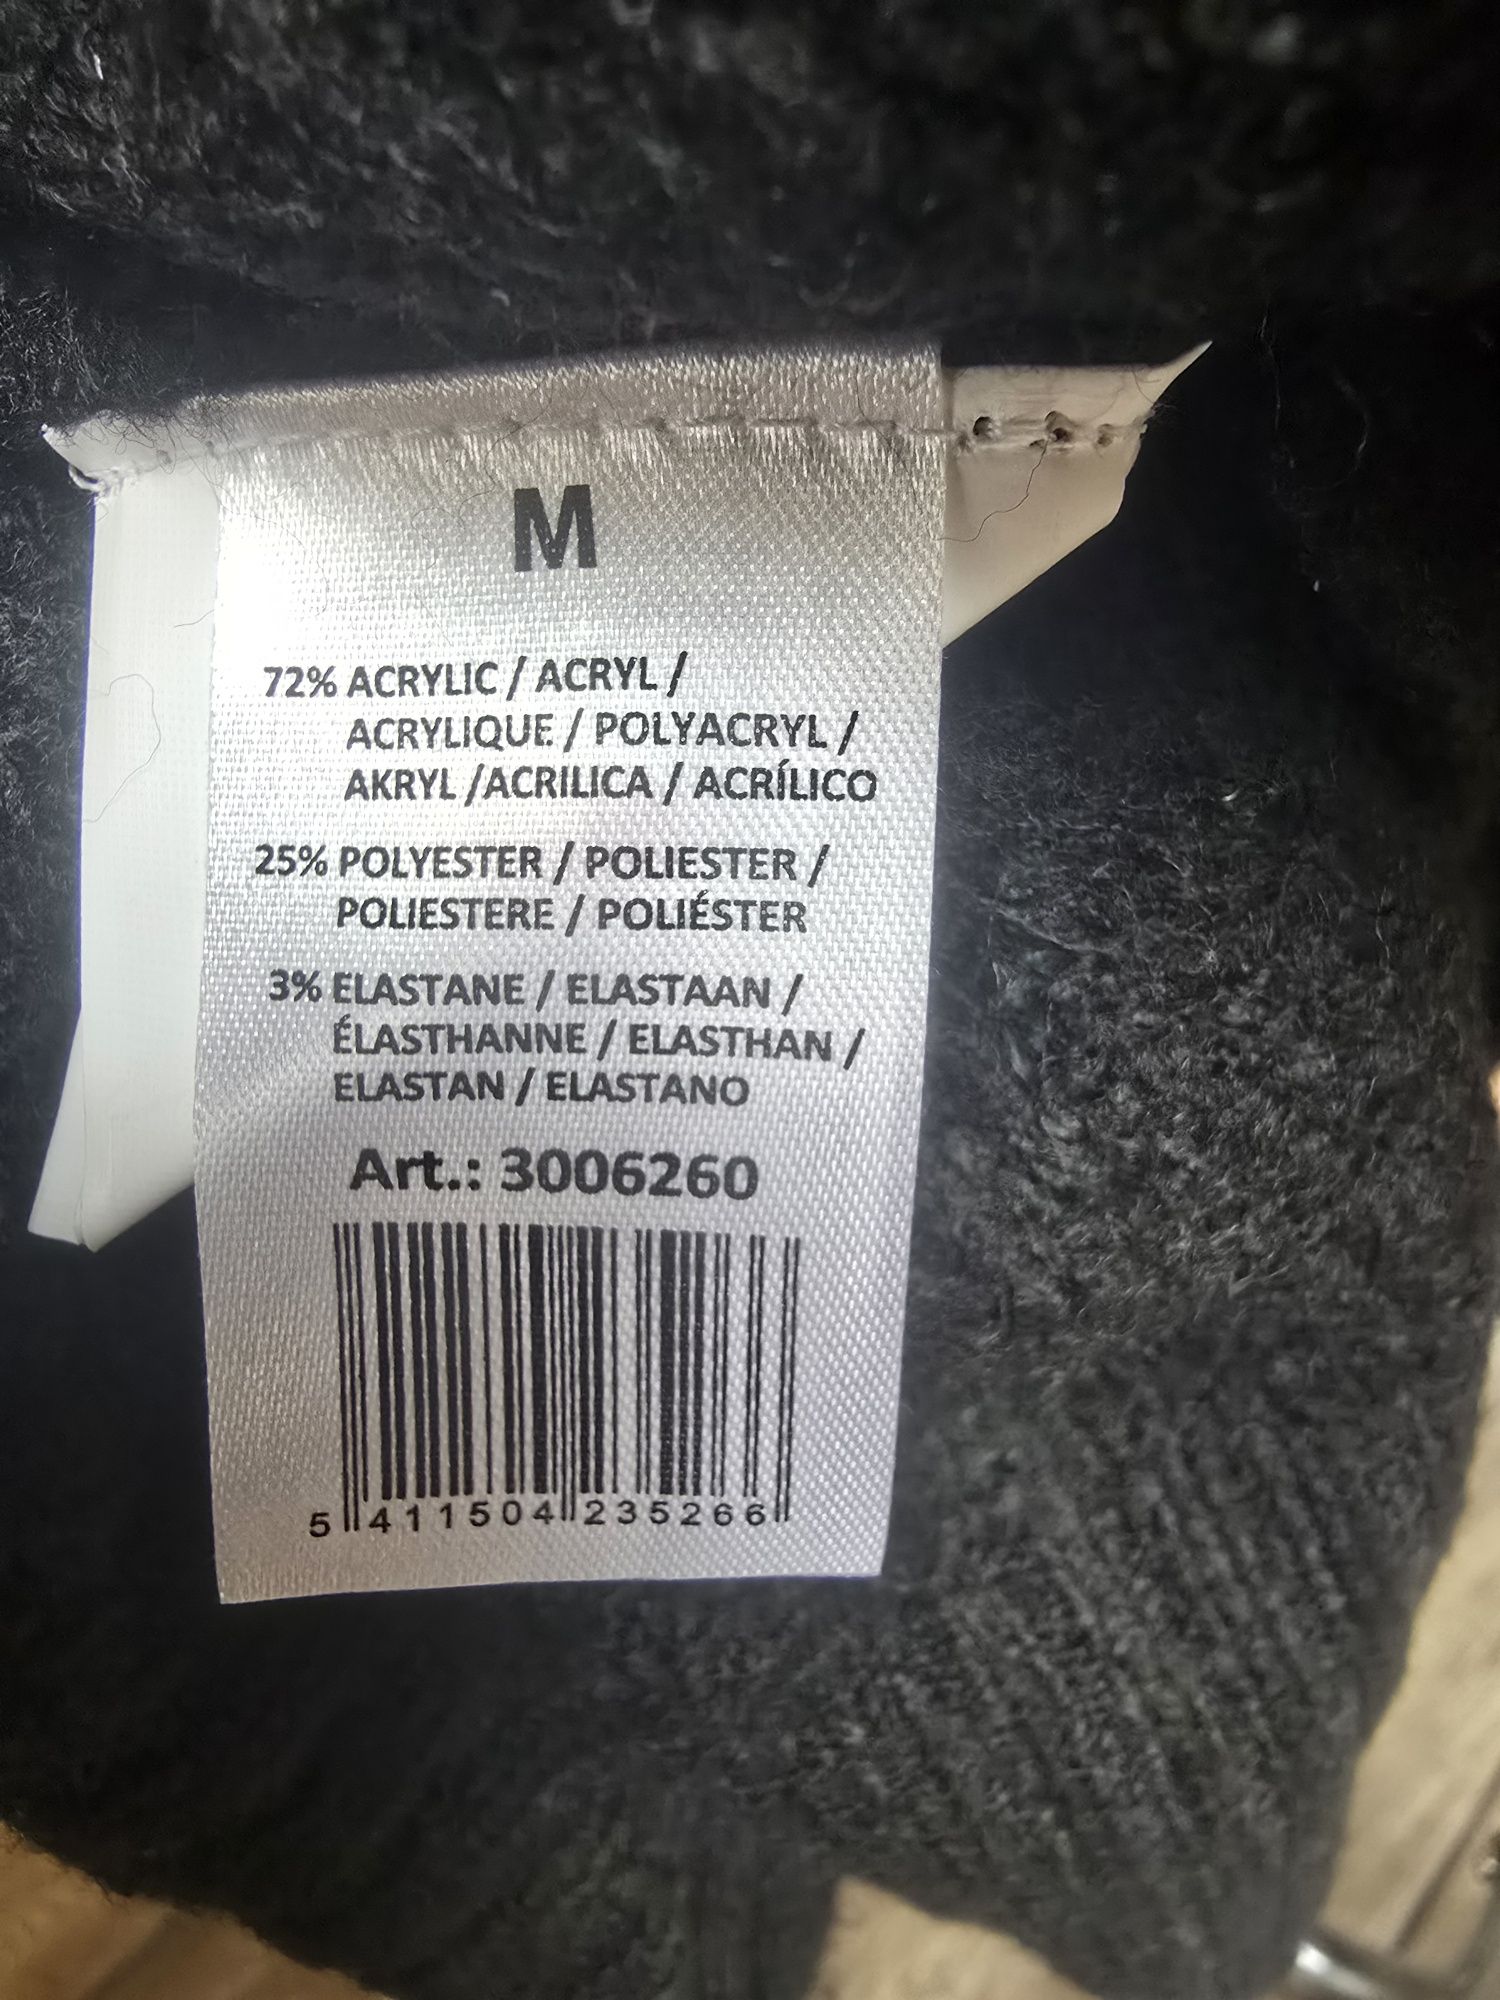 M
72% ACRYLIC / ACRYL /
ACRYLIQUE / POLYACRYL /
AKRYL /ACRILICA / ACRÍLICO
25% POLYESTER / POLIESTER /
POLIESTERE / POLIÉSTER
3% ELASTANE / ELASTAAN /
ÉLASTHANNE / ELASTHAN /
ELASTAN / ELASTANO
Art.: 3006260
5 411504 235266